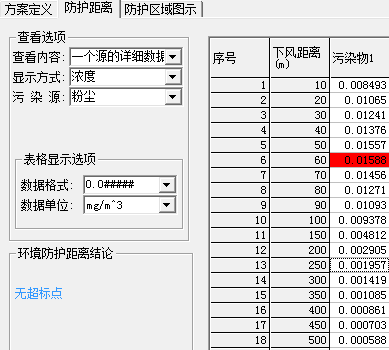 方案定义 防护距离 防护区域图示
查看选项
查看内容: 一个源的详细数据
显示方式: 浓度
污 染 源: 粉尘
表格显示选项
数据格式: 0.0#####
数据单位: mg/m^3
环境防护距离结论
无超标点
序号 下风距离(m) 污染物1
1 10 0.008493
2 20 0.01065
3 30 0.01241
4 40 0.01376
5 50 0.01557
6 60 0.01588
7 70 0.01456
8 80 0.01271
9 90 0.01093
10 100 0.009378
11 150 0.004812
12 200 0.002905
13 250 0.001957
14 300 0.001419
15 350 0.001085
16 400 0.000861
17 450 0.000703
18 500 0.000588